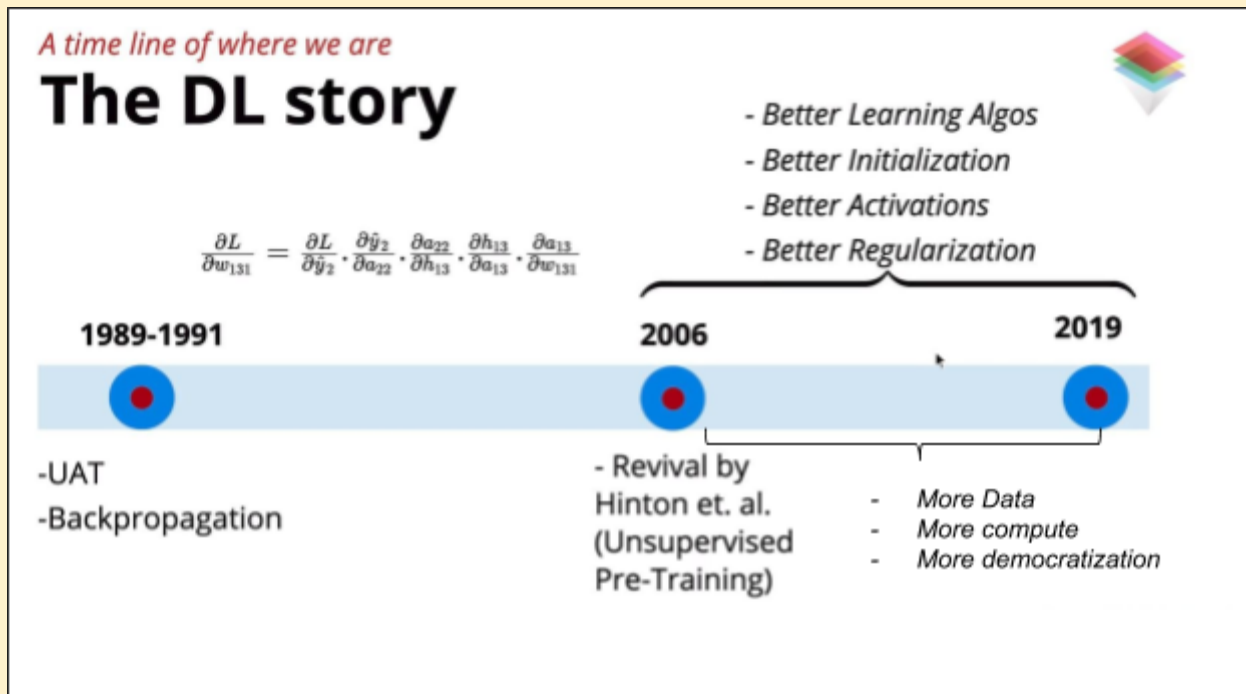 A time line of where we are
The DL story
- Better Learning Algos
- Better Initialization
- Better Activations
- Better Regularization
∂L/∂w₁₃₁ = ∂L/∂ŷ₂ . ∂ŷ₂/∂a₂₂ . ∂a₂₂/∂h₁₃ . ∂h₁₃/∂a₁₃ . ∂a₁₃/∂w₁₃₁
1989-1991
2006
2019
-UAT
-Backpropagation
- Revival by
Hinton et. al.
(Unsupervised
Pre-Training)
- More Data
- More compute
- More democratization